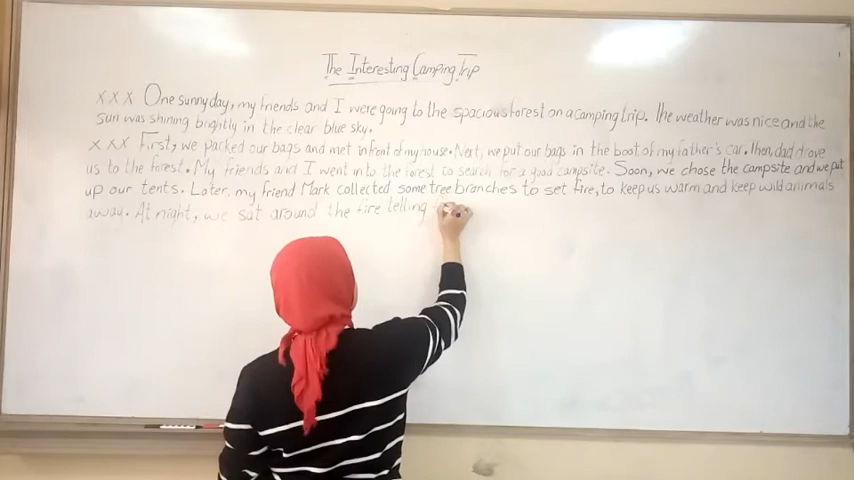 The Interesting Camping Trip
x x x One sunny day, my friends and I were going to the spacious forest on a camping trip. The weather was nice and the
sun was shining brightly in the clear blue sky.
x x x First, we packed our bags and met in front of my house. Next, we put our bags in the boot of my father's car. Then, dad drove
us to the forest. My friends and I went into the forest to search for a good campsite. Soon, we chose the campsite and we put
up our tents. Later, my friend Mark collected some tree branches to set fire, to keep us warm and keep wild animals
away. At night, we sat around the fire telling